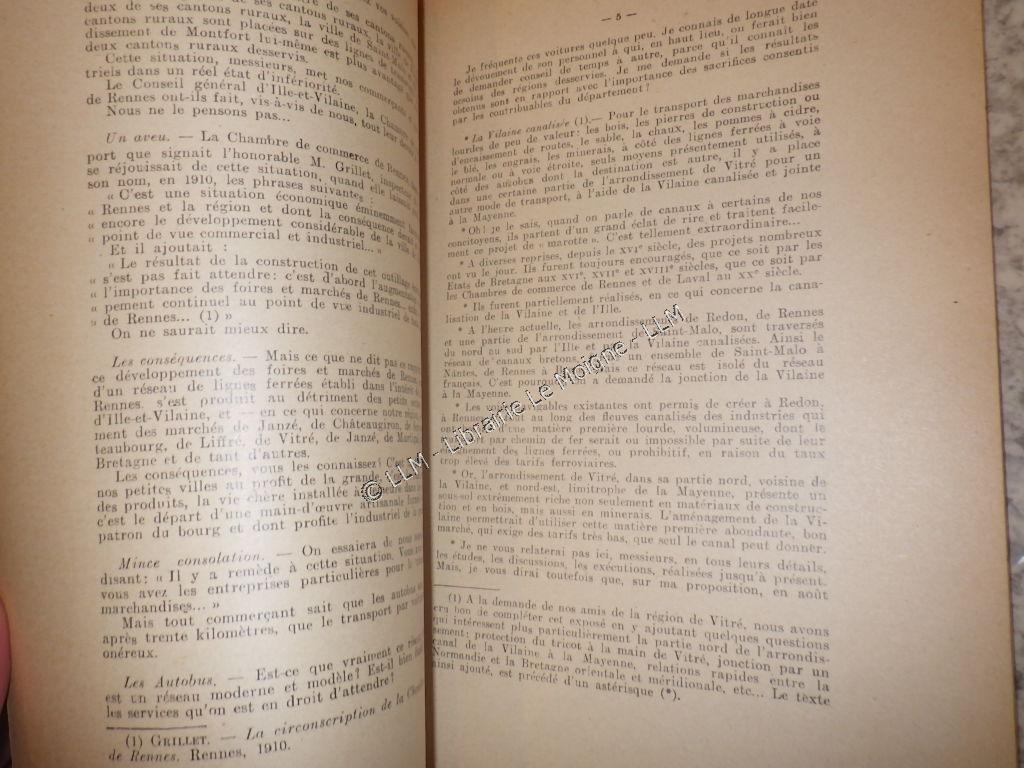 deux de ses cantons ruraux, la ville de Saint
cantons ruraux sont placées sur des lignes
dissement de Montfort lui-même est plus avantagé
deux cantons ruraux desservis.
Cette situation, messieurs, met nos commerçants
triels dans un réel état d'infériorité.
Le Conseil général d'Ille-et-Vilaine, la Chambre
de Rennes ont-ils fait, vis-à-vis de nous, tout leur
Nous ne le pensons pas...
Un aveu. — La Chambre de commerce de Rennes,
port que signait l'honorable M. Grillet, inspecteur
se réjouissait de cette situation, quand elle laissait
son nom, en 1910, les phrases suivantes :
« C'est une situation économique éminemment
« Rennes et la région et dont la conséquence devait
« encore le développement considérable de la ville
« point de vue commercial et industriel... »
Et il ajoutait :
« Le résultat de la construction de cet outillage
« s'est pas fait attendre: c'est d'abord l'augmentation
« l'importance des foires et marchés de Rennes, ensuite
« pement continuel au point de vue industriel de
« de Rennes... (1) »
On ne saurait mieux dire.
Les conséquences. — Mais ce que ne dit pas ce
ce développement des foires et marchés de Rennes,
d'un réseau de lignes ferrées établi dans l'intérêt
Rennes, s'est produit au détriment des petits
d'Ille-et-Vilaine, et — en ce qui concerne notre région,
ment des marchés de Janzé, de Châteaugiron, de
teaubourg, de Liffré, de Vitré, de Janzé, de Martigné
Bretagne et de tant d'autres.
Les conséquences, vous les connaissez! C'est
nos petites villes au profit de la grande, c'est
des produits, la vie chère installée à demeure dans
c'est le départ d'une main-d'œuvre artisanale
patron du bourg et dont profite l'industriel de la
Mince consolation. — On essaiera de nous
disant: « Il y a remède à cette situation. Vous
vous avez les entreprises particulières pour le
marchandises... »
Mais tout commerçant sait que les autobus
après trente kilomètres, que le transport par
onéreux.
Les Autobus. — Est-ce que vraiment ce réseau
est un réseau moderne et modèle? Est-il bien
les services qu'on est en droit d'attendre?
(1) GRILLET. — La circonscription de la Chambre
de Rennes. Rennes, 1910.
— 5 —
Je fréquente ces voitures quelque peu. Je connais de longue date
le dévouement de son personnel à qui, en haut lieu, on ferait bien
de demander conseil de temps à autre, parce qu'il connaît les
besoins des régions desservies. Je me demande si les résultats
obtenus sont en rapport avec l'importance des sacrifices consentis
par les contribuables du département?
* La Vilaine canalisée (1). — Pour le transport des marchandises
lourdes de peu de valeur: les bois, les pierres de construction ou
d'encaissement de routes, le sable, la chaux, les pommes à cidre,
le blé, les engrais, les minerais, à côté des lignes ferrées à voie
normale ou à voie étroite, seuls moyens présentement utilisés, à
côté des autobus dont la destination est autre, il y a place
dans une certaine partie de l'arrondissement de Vitré pour un
autre mode de transport, à l'aide de la Vilaine canalisée et jointe
à la Mayenne.
* Oh! je le sais, quand on parle de canaux à certains de nos
concitoyens, ils partent d'un grand éclat de rire et traitent facile-
ment ce projet de « marotte ». C'est tellement extraordinaire...
* A diverses reprises, depuis le XVIe siècle, des projets nombreux
ont vu le jour. Ils furent toujours encouragés, que ce soit par les
Etats de Bretagne aux XVIe, XVIIe et XVIIIe siècles, que ce soit par
les Chambres de commerce de Rennes et de Laval au XXe siècle.
* Ils furent partiellement réalisés, en ce qui concerne la cana-
lisation de la Vilaine et de l'Ille.
* A l'heure actuelle, les arrondissements de Redon, de Rennes
et une partie de l'arrondissement de Saint-Malo, sont traversés
du nord au sud par l'Ille et par la Vilaine canalisées. Ainsi le
réseau de canaux bretons un ensemble de Saint-Malo à
Nantes, de Rennes à mais ce réseau est isolé du réseau
français. C'est pourquoi on a demandé la jonction de la Vilaine
à la Mayenne.
* Les voies navigables existantes ont permis de créer à Redon,
à Rennes et au long des fleuves canalisés des industries qui
ont d'une matière première lourde, volumineuse, dont le
par chemin de fer serait ou impossible par suite de leur
éloignement des lignes ferrées, ou prohibitif, en raison du taux
trop élevé des tarifs ferroviaires.
* Or, l'arrondissement de Vitré, dans sa partie nord, voisine de
la Vilaine, et nord-est, limitrophe de la Mayenne, présente un
sous-sol extrêmement riche non seulement en matériaux de construc-
tion et en bois, mais aussi en minerais. L'aménagement de la Vi-
laine permettrait d'utiliser cette matière première abondante, bon
marché, qui exige des tarifs très bas, que seul le canal peut donner.
* Je ne vous relaterai pas ici, messieurs, en tous leurs détails,
les études, les discussions, les exécutions, réalisées jusqu'à présent.
Mais, je vous dirai toutefois que, sur ma proposition, en août
(1) A la demande de nos amis de la région de Vitré, nous avons
cru bon de compléter cet exposé en y ajoutant quelques questions
qui intéressent plus particulièrement la partie nord de l'arrondis-
sement: protection du tricot à la main de Vitré, jonction par un
canal de la Vilaine à la Mayenne, relations rapides entre la
Normandie et la Bretagne orientale et méridionale, etc... Le texte
ainsi ajouté, est précédé d'un astérisque (*).
© LLM - Librairie Le Moigne - LLM